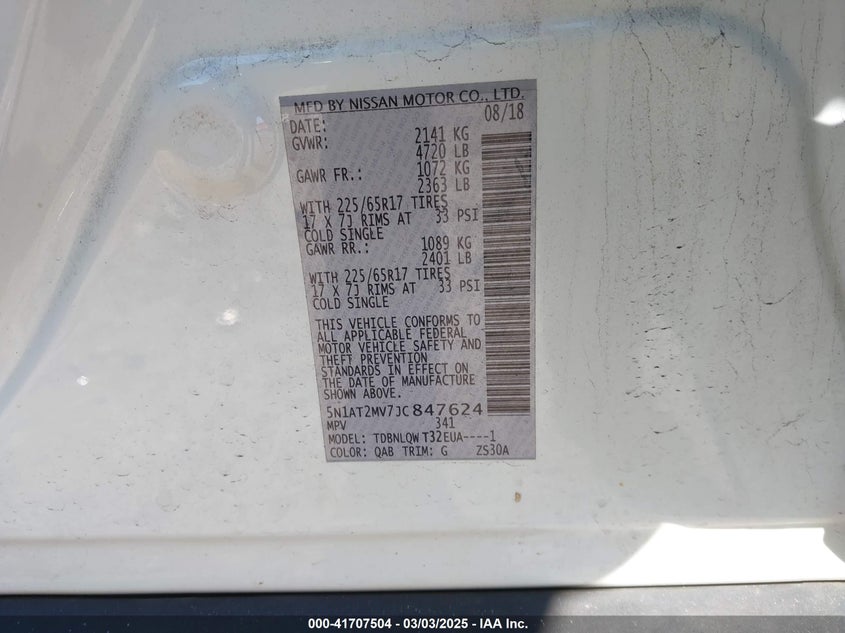 MFD BY NISSAN MOTOR CO., LTD.
DATE: 08/18
GVWR: 2141 KG
4720 LB
GAWR FR.: 1072 KG
2363 LB
WITH 225/65R17 TIRES
17 X 7J RIMS AT 33 PSI
COLD SINGLE
GAWR RR.: 1089 KG
2401 LB
WITH 225/65R17 TIRES
17 X 7J RIMS AT 33 PSI
COLD SINGLE
THIS VEHICLE CONFORMS TO
ALL APPLICABLE FEDERAL
MOTOR VEHICLE SAFETY AND
THEFT PREVENTION
STANDARDS IN EFFECT ON
THE DATE OF MANUFACTURE
SHOWN ABOVE.
5N1AT2MV7JC847624
MPV 341
MODEL: TDBNLQW T32EUA----1
COLOR: QAB TRIM: G ZS30A
000-41707504 / 03/03/2025 - IAA Inc.